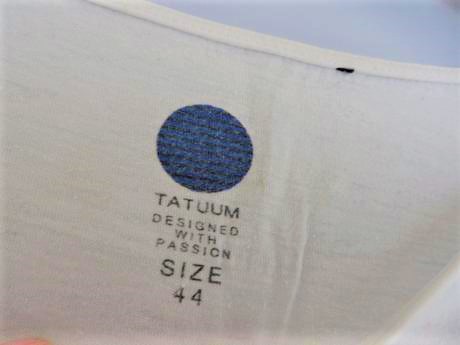 TATUUM
DESIGNED
WITH
PASSION
SIZE
44